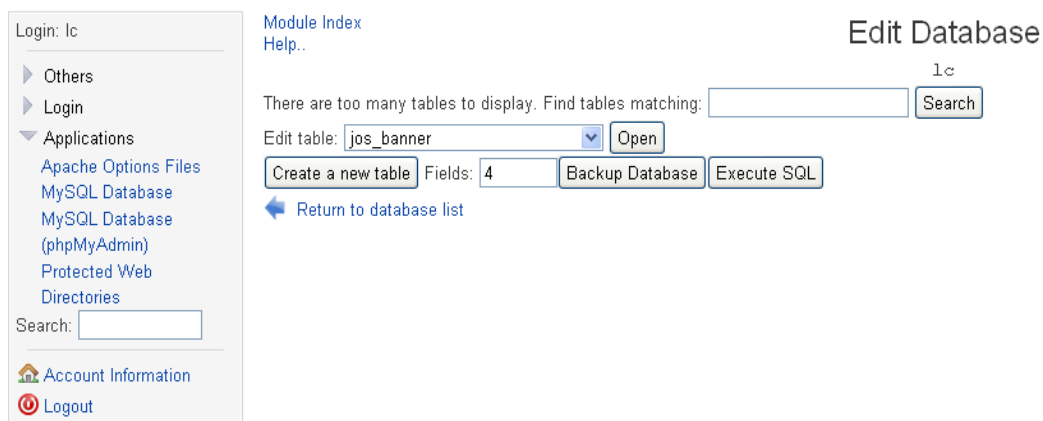 Login: lc
Others
Login
Applications
Apache Options Files
MySQL Database
MySQL Database
(phpMyAdmin)
Protected Web
Directories
Search:
Account Information
Logout
Module Index
Help..
Edit Database
lc
There are too many tables to display. Find tables matching: Search
Edit table: jos_banner Open
Create a new table Fields: 4 Backup Database Execute SQL
Return to database list